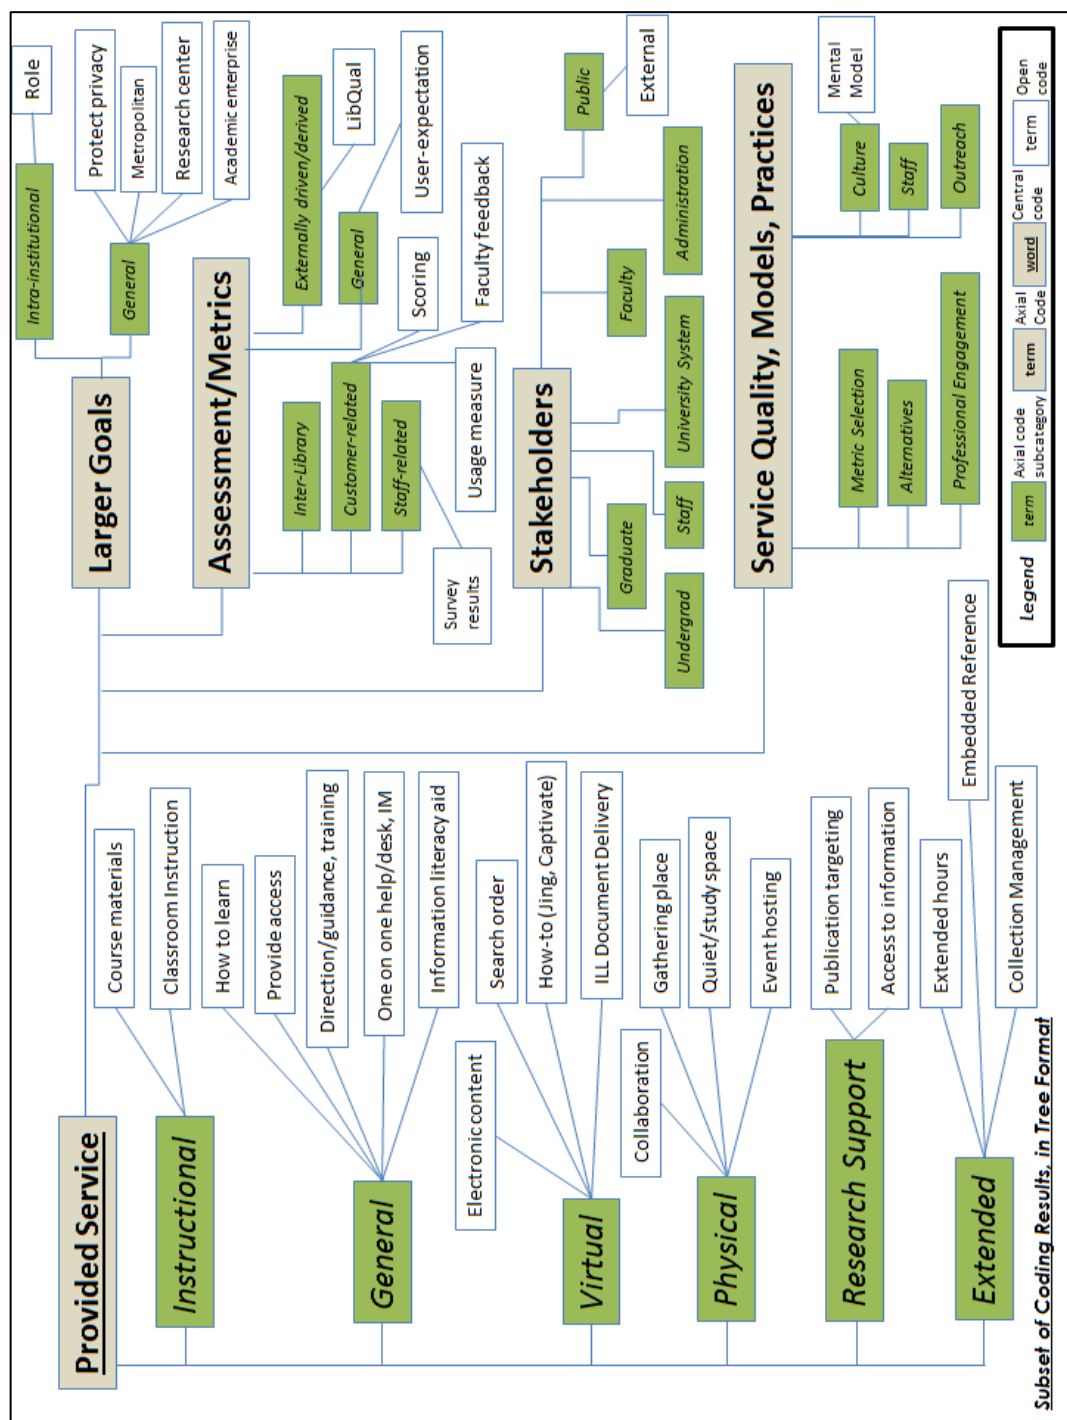 Provided Service
Instructional
Course materials
Classroom Instruction
General
How to learn
Provide access
Direction/guidance, training
One on one help/desk, IM
Information literacy aid
Virtual
Electronic content
Search order
How-to (Jing, Captivate)
ILL Document Delivery
Physical
Collaboration
Gathering place
Quiet/study space
Event hosting
Research Support
Publication targeting
Access to information
Extended
Extended hours
Embedded Reference
Collection Management
Larger Goals
Intra-institutional
Role
General
Protect privacy
Metropolitan
Research center
Academic enterprise
Assessment/Metrics
Inter-Library
Customer-related
Staff-related
Survey
results
Usage measure
Scoring
Faculty feedback
Externally driven/derived
LibQual
General
User-expectation
Stakeholders
Undergrad
Graduate
Staff
University System
Faculty
Administration
Public
External
Service Quality, Models, Practices
Metric Selection
Alternatives
Professional Engagement
Culture
Mental
Model
Staff
Outreach
Legend
term
Axial code
subcategory
term
Axial
Code
word
Central
code
term
Open
code
Subset of Coding Results, in Tree Format